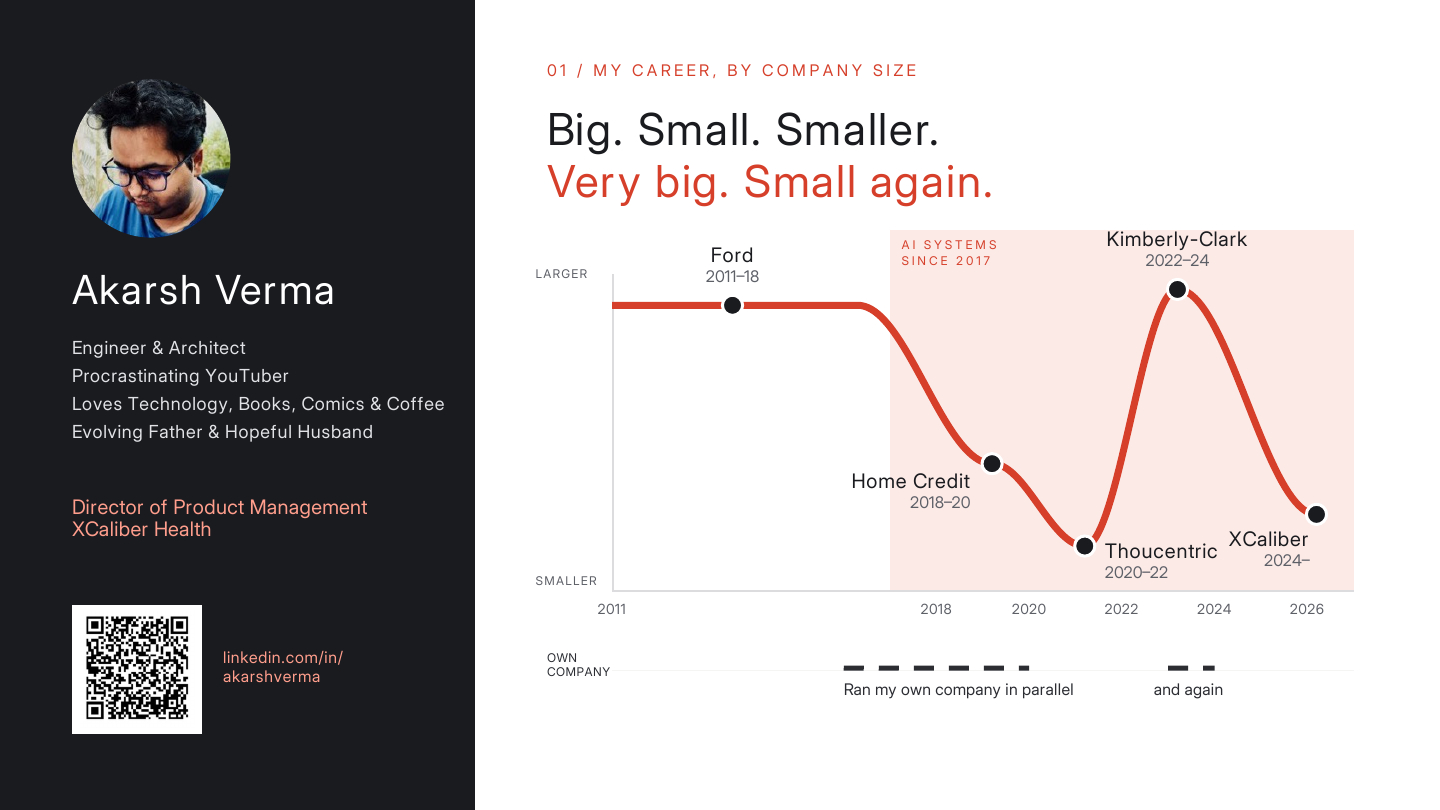 Akarsh Verma
Engineer & Architect
Procrastinating YouTuber
Loves Technology, Books, Comics & Coffee
Evolving Father & Hopeful Husband
Director of Product Management
XCaliber Health
linkedin.com/in/
akarshverma
01 / MY CAREER, BY COMPANY SIZE
Big. Small. Smaller.
Very big. Small again.
AI SYSTEMS
SINCE 2017
LARGER
Ford
2011–18
Kimberly-Clark
2022–24
Home Credit
2018–20
Thoucentric
2020–22
XCaliber
2024–
SMALLER
2011
2018
2020
2022
2024
2026
OWN
COMPANY
Ran my own company in parallel
and again